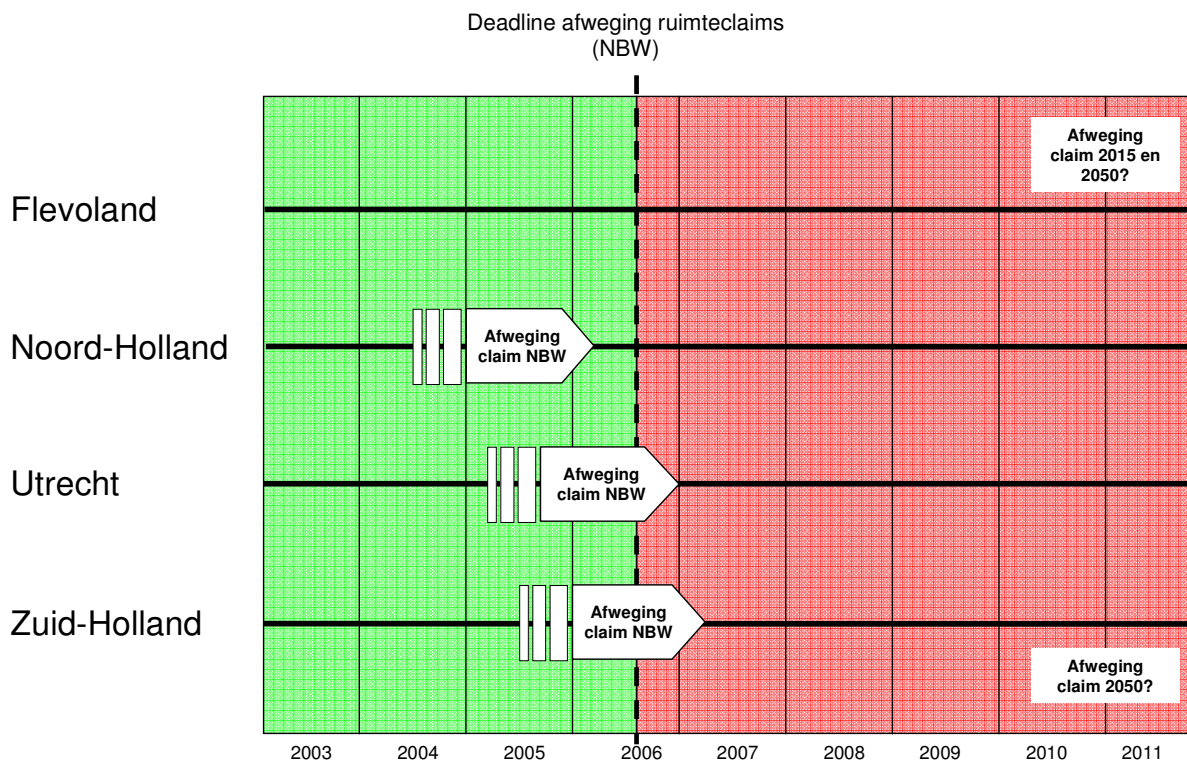 Deadline afweging ruimteclaims
(NBW)
Afweging
claim 2015 en
2050?
Flevoland
Noord-Holland
Afweging
claim NBW
Utrecht
Afweging
claim NBW
Zuid-Holland
Afweging
claim NBW
Afweging
claim 2050?
2003 2004 2005 2006 2007 2008 2009 2010 2011